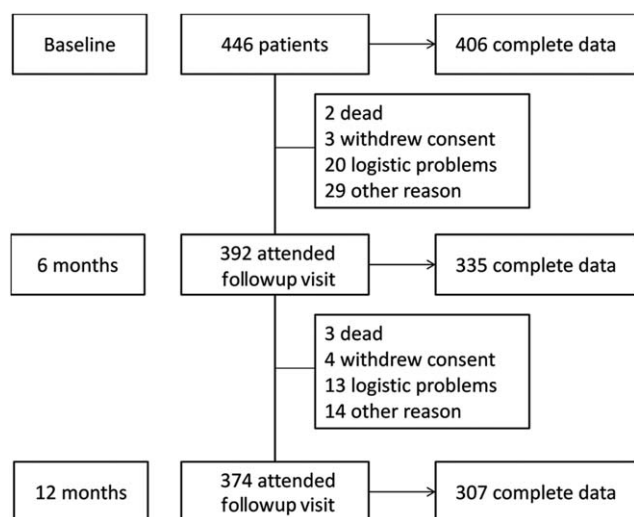 Baseline
446 patients
406 complete data
2 dead
3 withdrew consent
20 logistic problems
29 other reason
6 months
392 attended
followup visit
335 complete data
3 dead
4 withdrew consent
13 logistic problems
14 other reason
12 months
374 attended
followup visit
307 complete data